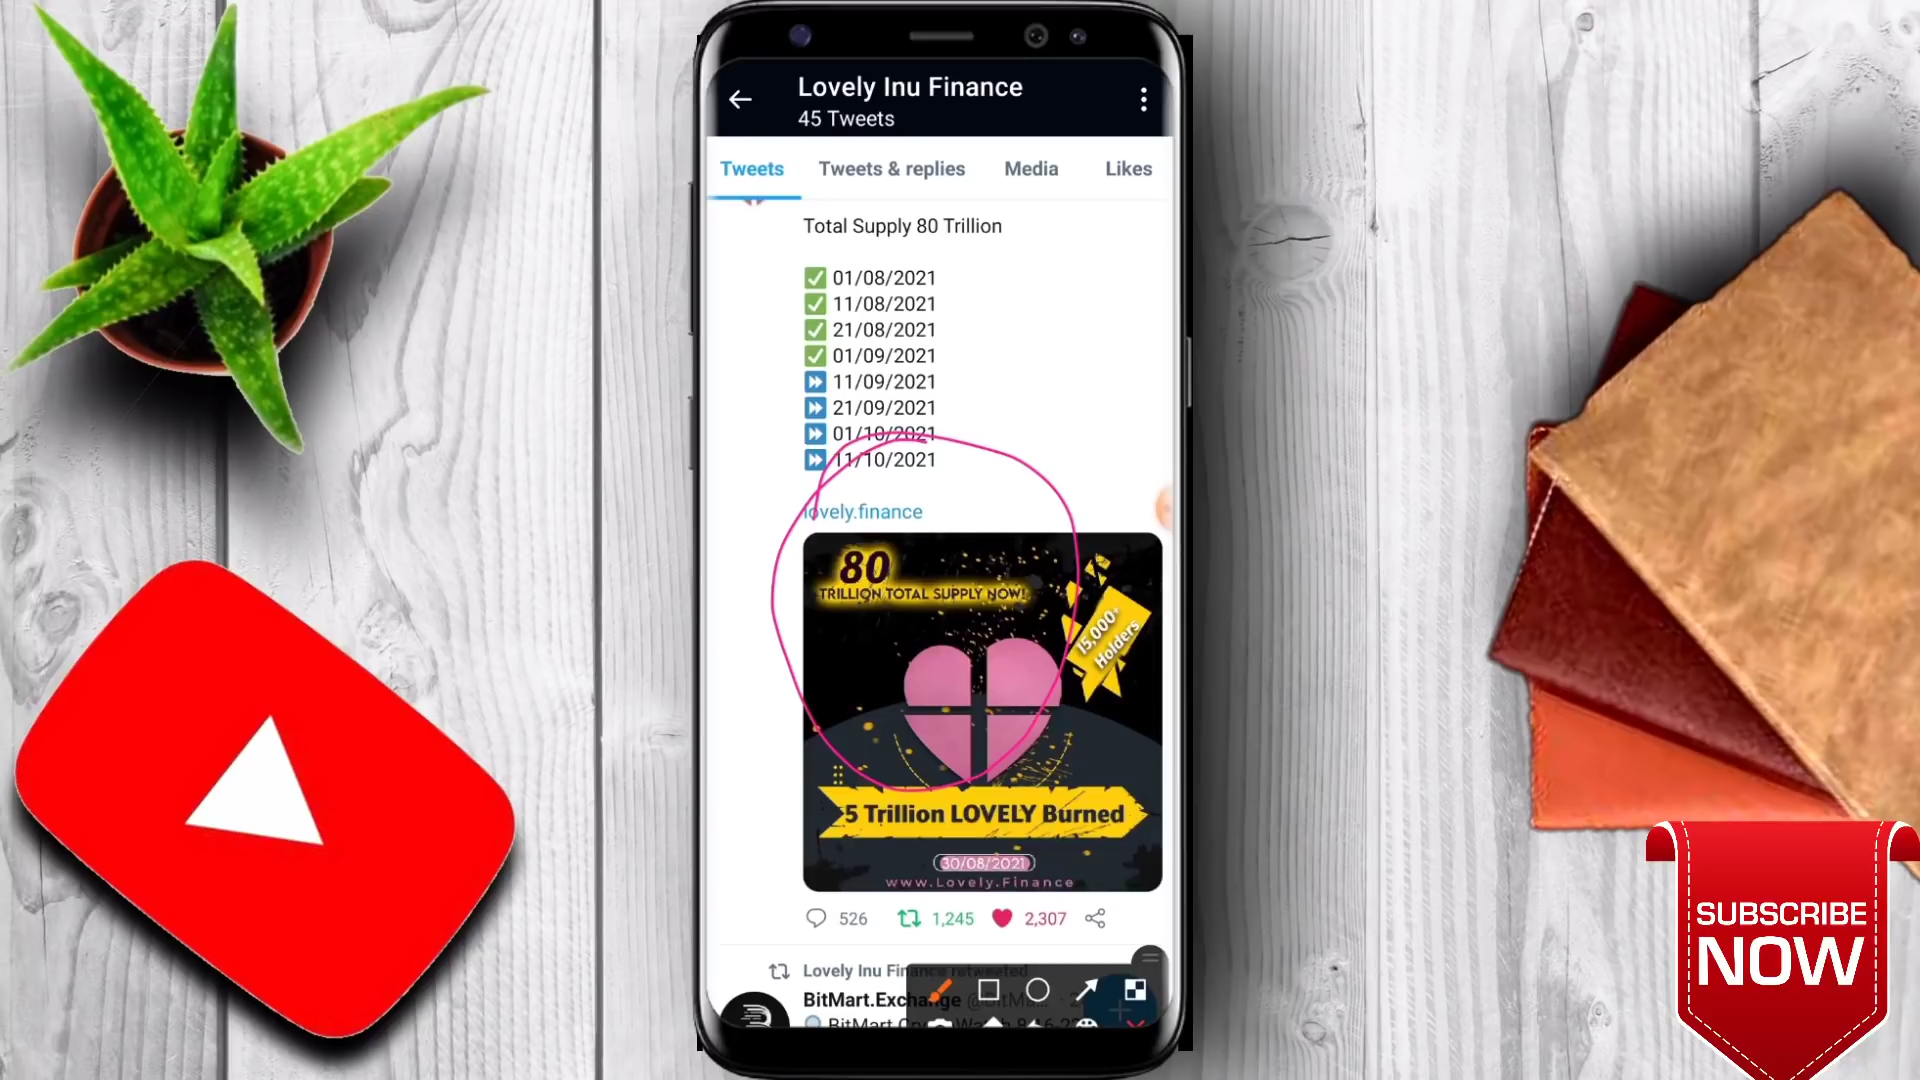 Lovely Inu Finance
45 Tweets
Tweets
Tweets & replies
Media
Likes
Total Supply 80 Trillion
01/08/2021
11/08/2021
21/08/2021
01/09/2021
11/09/2021
21/09/2021
01/10/2021
11/10/2021
lovely.finance
80
TRILLION TOTAL SUPPLY NOW!
15,000+
Holders
5 Trillion LOVELY Burned
30/08/2021
www.Lovely.Finance
526
1,245
2,307
Lovely Inu Finance retweeted
BitMart.Exchange
SUBSCRIBE
NOW